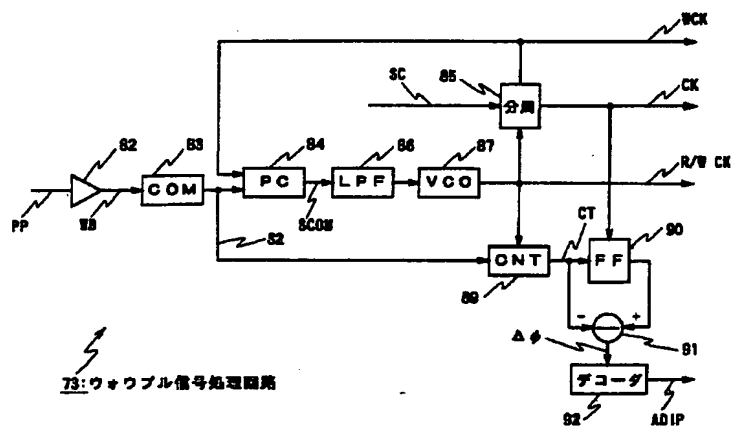 WCK
SC
85
分周
CK
82
83
84
86
87
COM
PC
LPF
VCO
R/W CK
PP
WB
SCOM
CT
90
S2
CNT
FF
89
-
+
Δφ
91
73:ウォウブル信号処理回路
デコーダ
92
ADIP